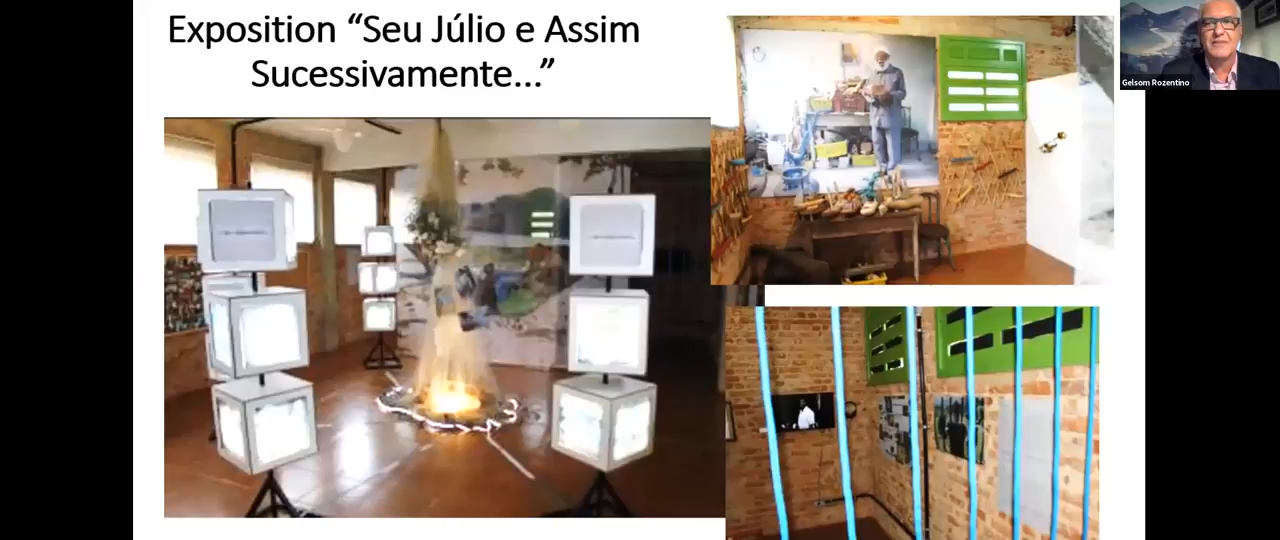 Exposition “Seu Júlio e Assim
Sucessivamente...”
Gelsom Rozentino